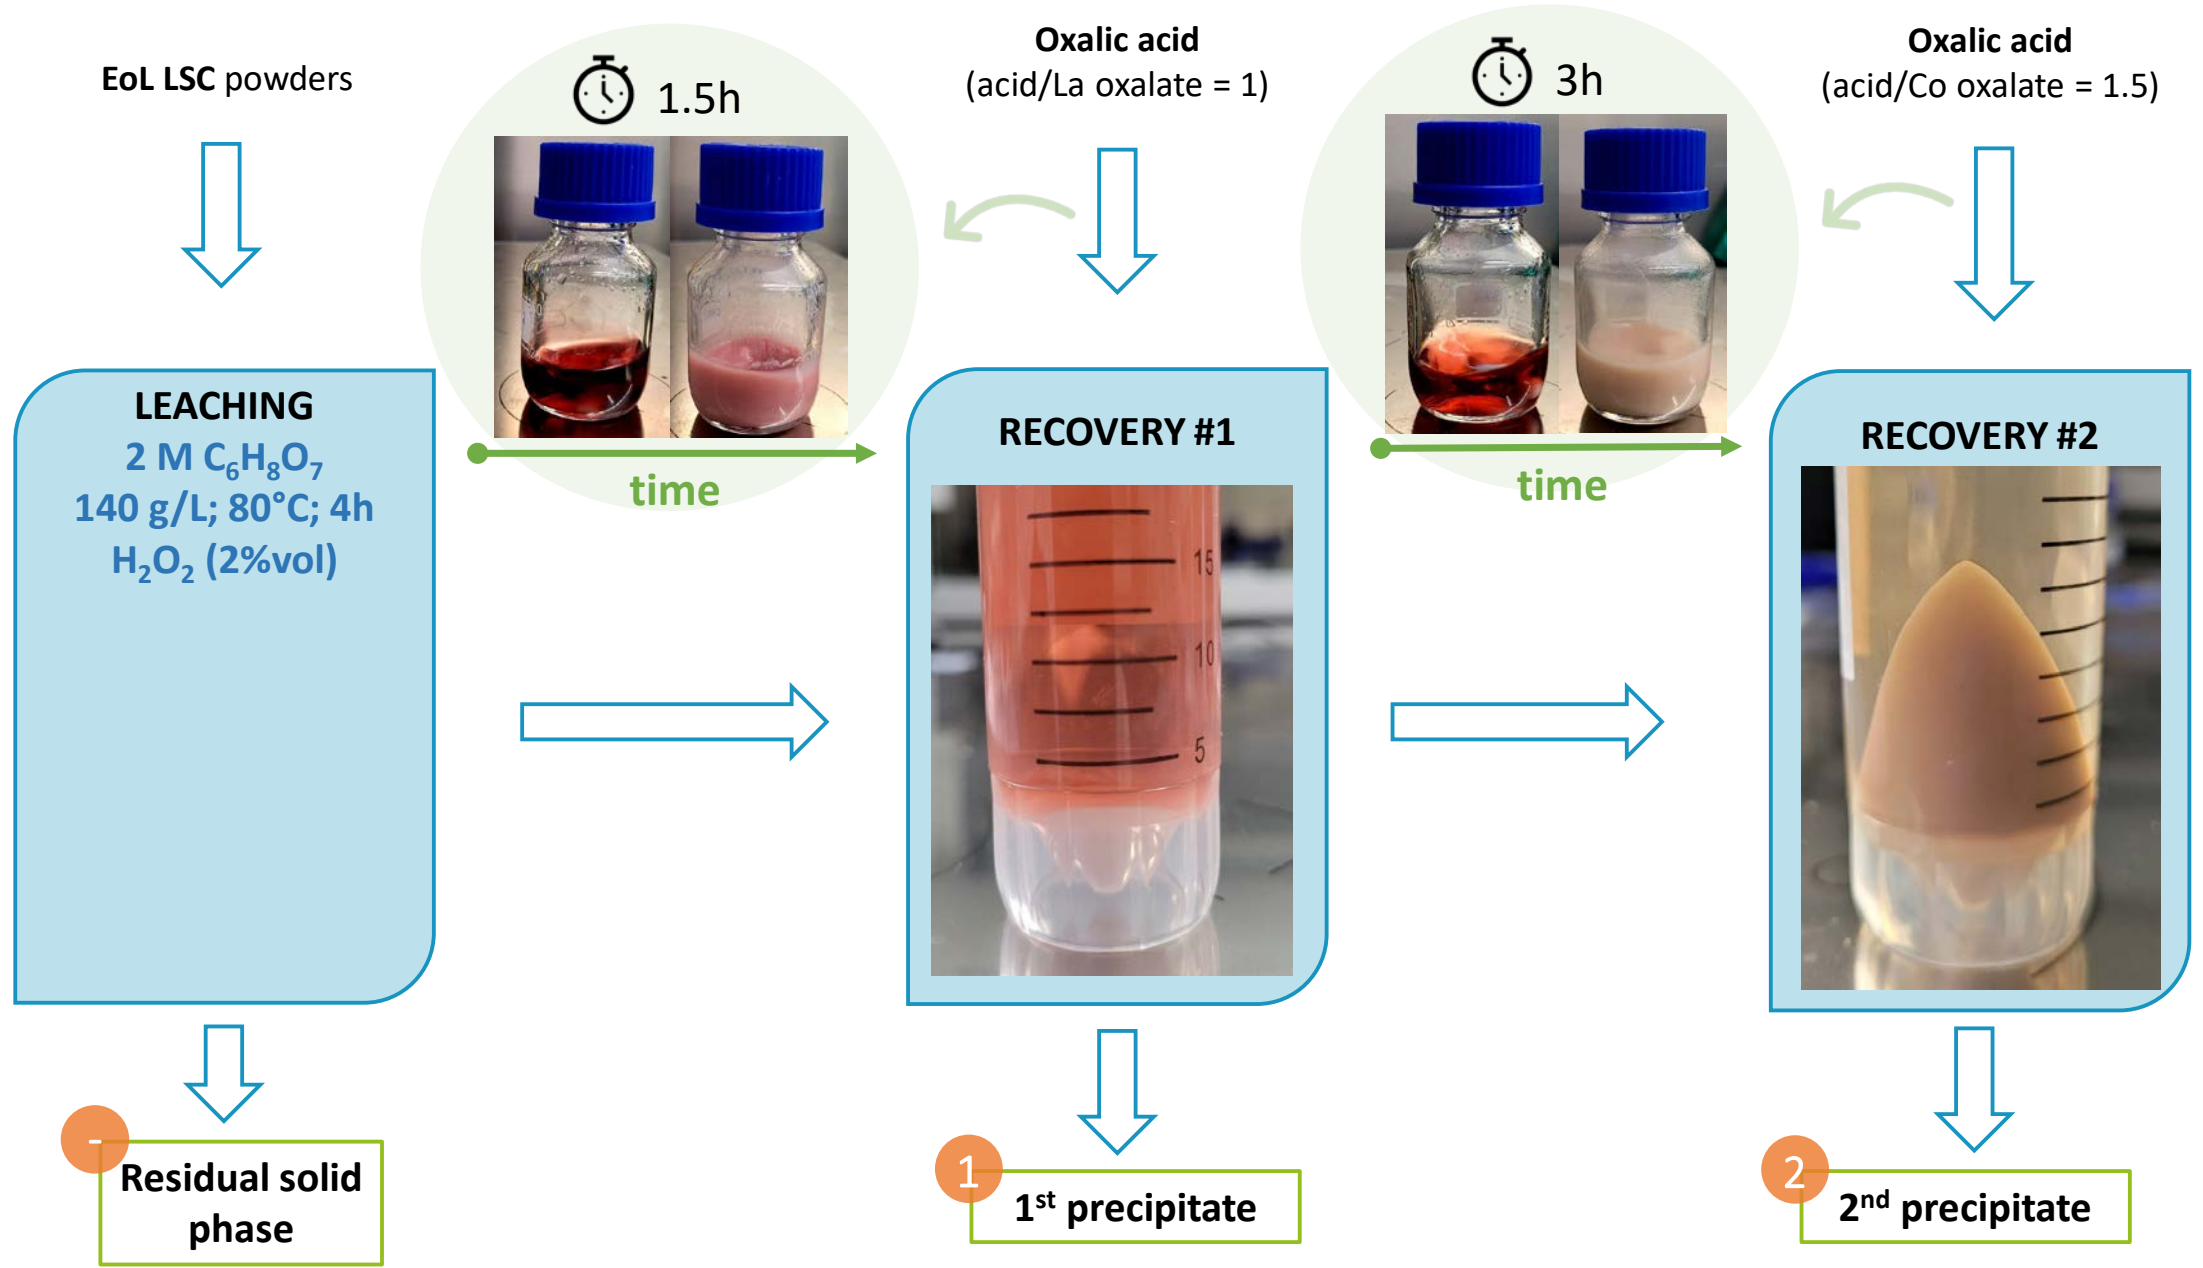 EoL LSC powders
1.5h
Oxalic acid
(acid/La oxalate = 1)
3h
Oxalic acid
(acid/Co oxalate = 1.5)
LEACHING
2 M C₆H₈O₇
140 g/L; 80°C; 4h
H₂O₂ (2%vol)
time
RECOVERY #1
15
10
5
time
RECOVERY #2
-
Residual solid
phase
1
1st precipitate
2
2nd precipitate